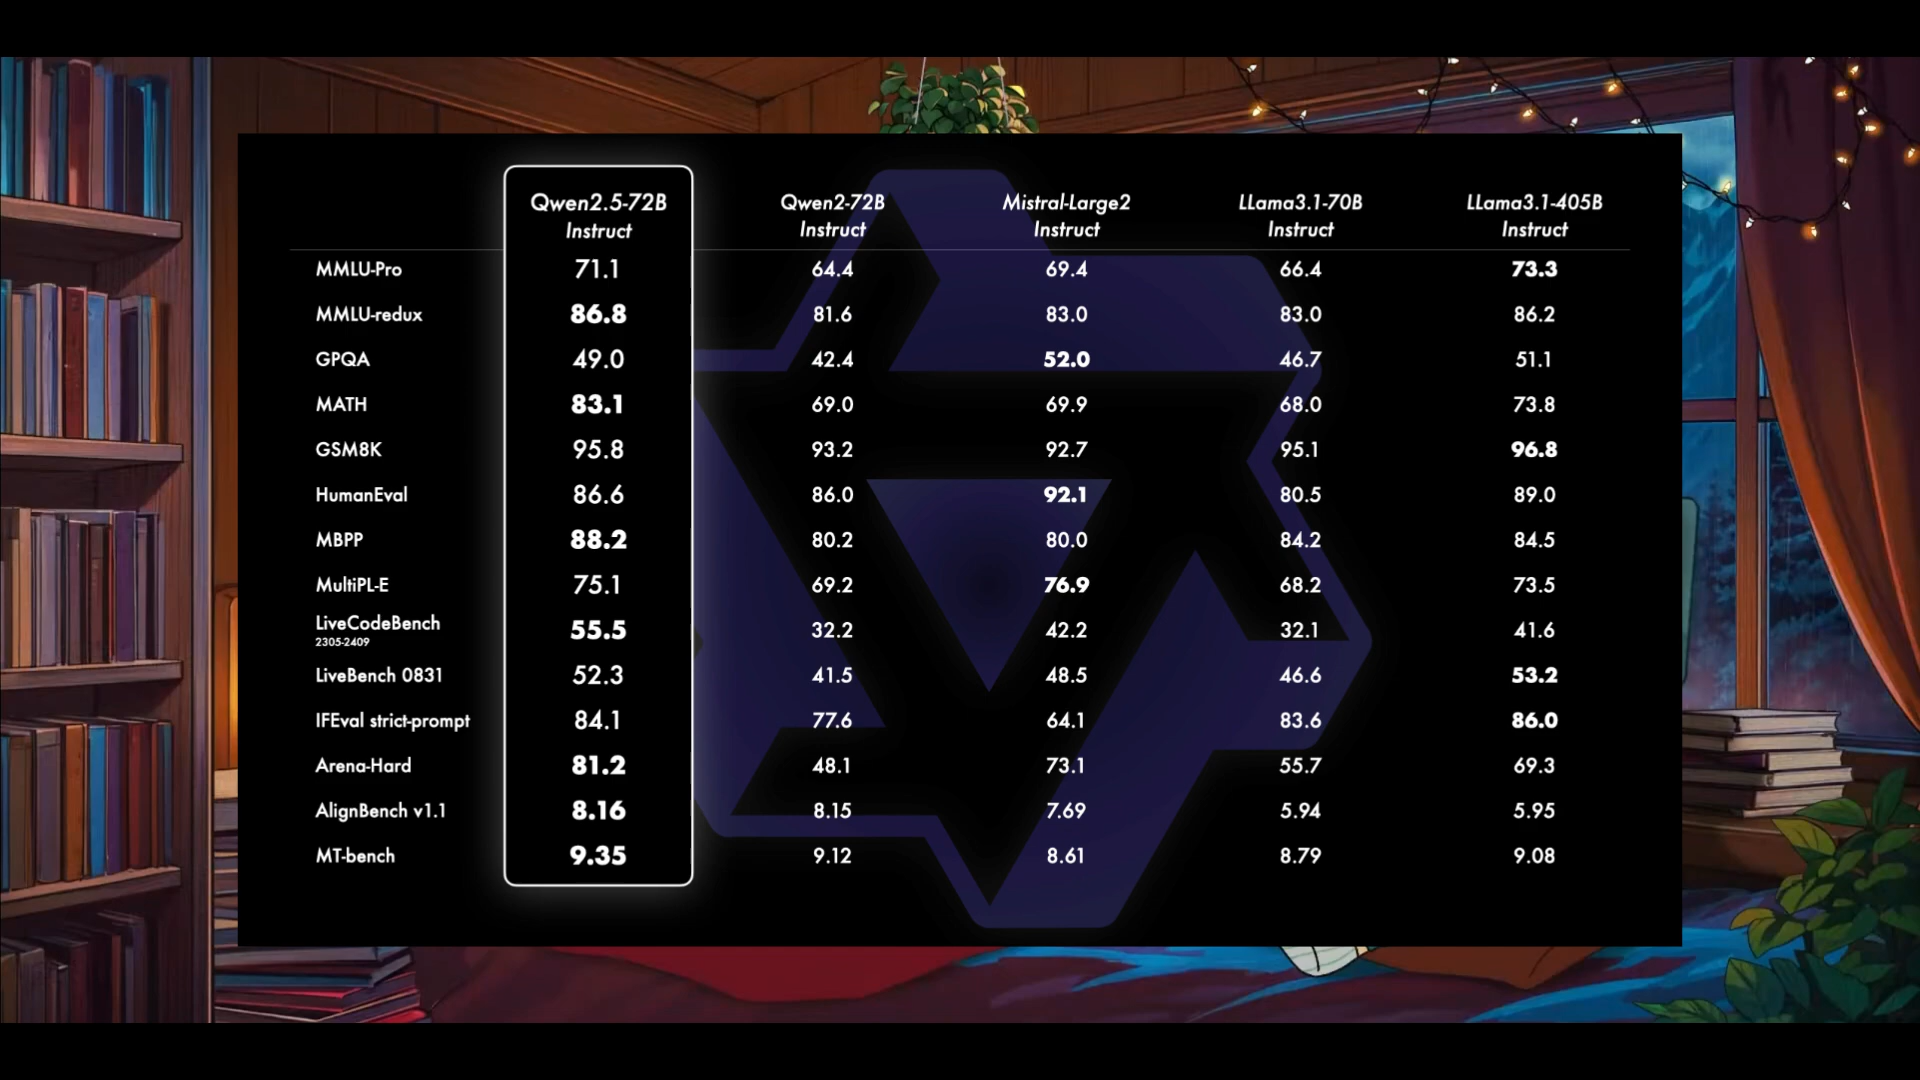 Qwen2.5-72B Qwen2-72B Mistral-Large2 LLama3.1-70B LLama3.1-405B
Instruct Instruct Instruct Instruct Instruct
MMLU-Pro 71.1 64.4 69.4 66.4 73.3
MMLU-redux 86.8 81.6 83.0 83.0 86.2
GPQA 49.0 42.4 52.0 46.7 51.1
MATH 83.1 69.0 69.9 68.0 73.8
GSM8K 95.8 93.2 92.7 95.1 96.8
HumanEval 86.6 86.0 92.1 80.5 89.0
MBPP 88.2 80.2 80.0 84.2 84.5
MultiPL-E 75.1 69.2 76.9 68.2 73.5
LiveCodeBench 55.5 32.2 42.2 32.1 41.6
2305-2409
LiveBench 0831 52.3 41.5 48.5 46.6 53.2
IFEval strict-prompt 84.1 77.6 64.1 83.6 86.0
Arena-Hard 81.2 48.1 73.1 55.7 69.3
AlignBench v1.1 8.16 8.15 7.69 5.94 5.95
MT-bench 9.35 9.12 8.61 8.79 9.08